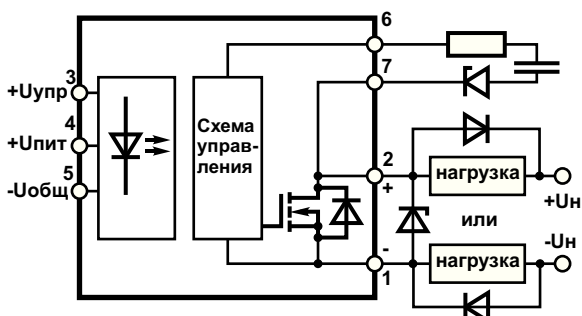 6
7
3
+Uупр
4
+Uпит
5
-Uобщ
Схема
управ-
ления
2
+
нагрузка
+Uн
или
-Uн
-
нагрузка
1